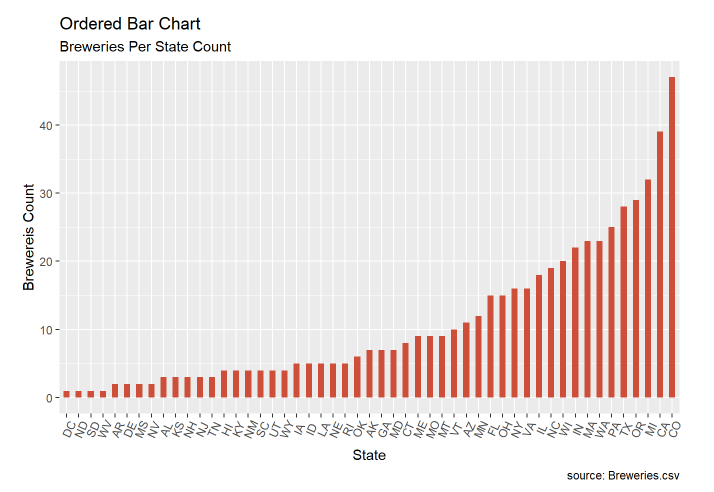 Ordered Bar Chart
Breweries Per State Count
Brewereis Count
40
30
20
10
0
DC ND SD WV AR DE MS NV AL KS NH NJ TN HI KY NM SC UT WY IA ID LA NE RI OK AK GA MD CT ME MO MT VT AZ MN FL OH NY VA IL NC WI IN MA WA PA TX OR MI CA CO
State
source: Breweries.csv